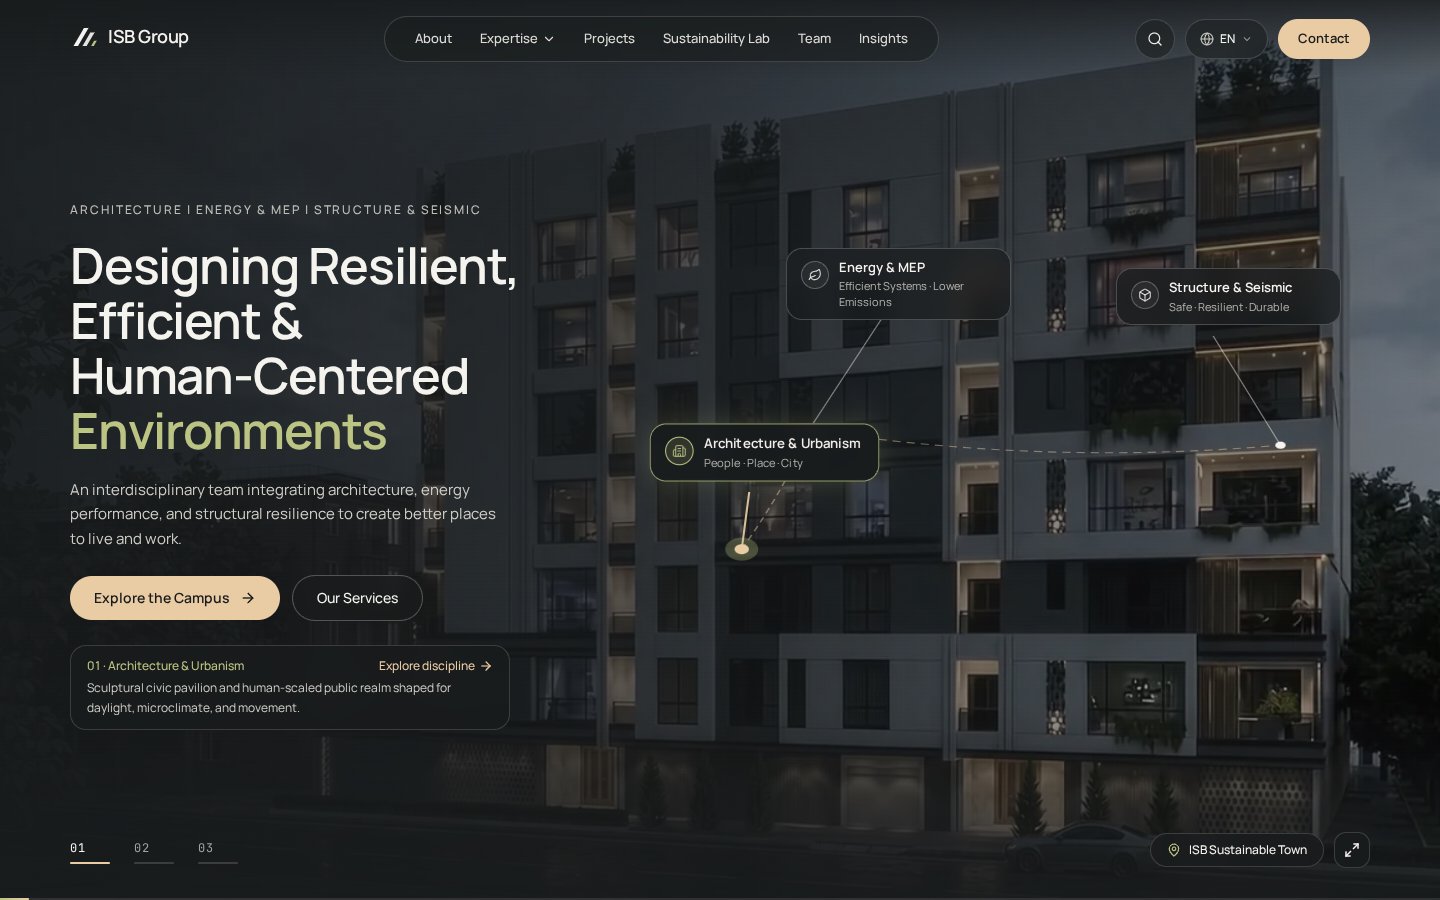 ISB Group
About
Expertise
Projects
Sustainability Lab
Team
Insights
EN
Contact
ARCHITECTURE | ENERGY & MEP | STRUCTURE & SEISMIC
Designing Resilient,
Efficient &
Human-Centered
Environments
An interdisciplinary team integrating architecture, energy
performance, and structural resilience to create better places
to live and work.
Explore the Campus
Our Services
01 · Architecture & Urbanism
Explore discipline
Sculptural civic pavilion and human-scaled public realm shaped for
daylight, microclimate, and movement.
Energy & MEP
Efficient Systems · Lower
Emissions
Structure & Seismic
Safe · Resilient · Durable
Architecture & Urbanism
People · Place · City
01
02
03
ISB Sustainable Town